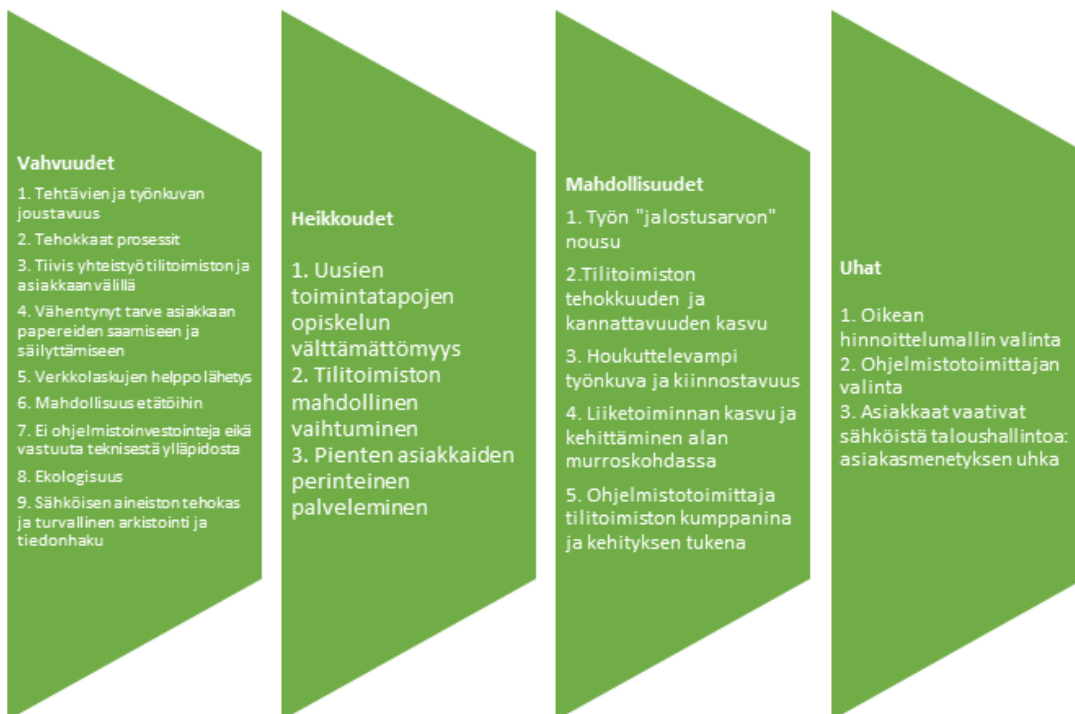 Vahvuudet
1. Tehtävien ja työnkuvan
joustavuus
2. Tehokkaat prosessit
3. Tiivis yhteistyö tilitoimiston ja
asiakkaan välillä
4. Vähentynyt tarve asiakkaan
papereiden saamiseen ja
säilyttämiseen
5. Verkkolaskujen helppo lähetys
6. Mahdollisuus etätöihin
7. Ei ohjelmistoinvestointeja eikä
vastuuta teknisestä ylläpidosta
8. Ekologisuus
9. Sähköisen aineiston tehokas
ja turvallinen arkistointi ja
tiedonhaku
Heikkoudet
1. Uusien
toimintatapojen
opiskelun
välttämättömyys
2. Tilitoimiston
mahdollinen
vaihtuminen
3. Pienten asiakkaiden
perinteinen
palveleminen
Mahdollisuudet
1. Työn "jalostusarvon"
nousu
2.Tilitoimiston
tehokkuuden ja
kannattavuuden kasvu
3. Houkuttelevampi
työnkuva ja kiinnostavuus
4. Liiketoiminnan kasvu ja
kehittäminen alan
murroskohdassa
5. Ohjelmistotoimittaja
tilitoimiston kumppanina
ja kehityksen tukena
Uhat
1. Oikean
hinnoittelumallin valinta
2. Ohjelmistotoimittajan
valinta
3. Asiakkaat vaativat
sähköistä taloushallintoa:
asiakasmenetyksen uhka